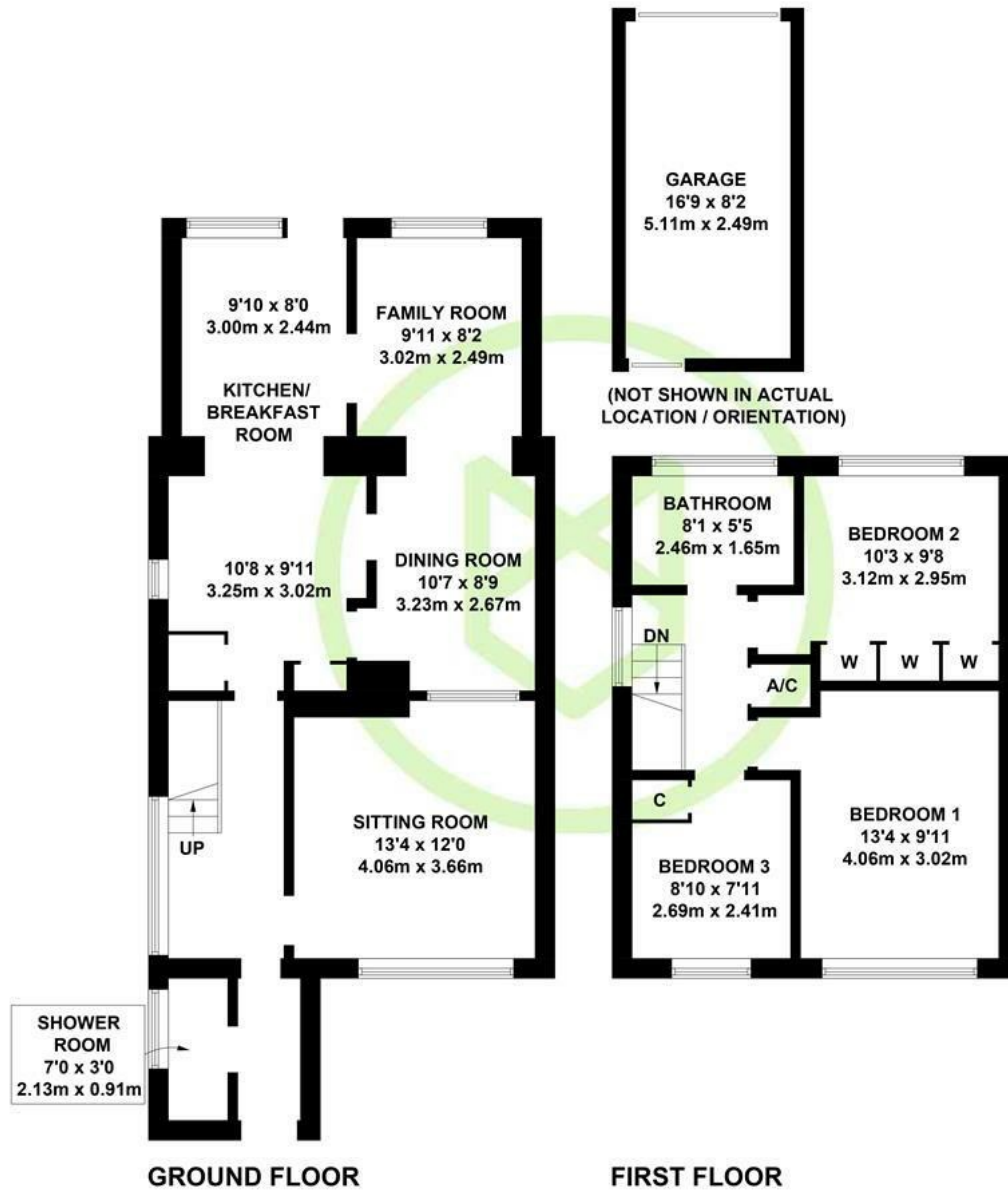 GARAGE
16'9 x 8'2
5.11m x 2.49m
(NOT SHOWN IN ACTUAL
LOCATION / ORIENTATION)
9'10 x 8'0
3.00m x 2.44m
FAMILY ROOM
9'11 x 8'2
3.02m x 2.49m
KITCHEN/
BREAKFAST
ROOM
10'8 x 9'11
3.25m x 3.02m
DINING ROOM
10'7 x 8'9
3.23m x 2.67m
UP
SITTING ROOM
13'4 x 12'0
4.06m x 3.66m
SHOWER
ROOM
7'0 x 3'0
2.13m x 0.91m
GROUND FLOOR
BATHROOM
8'1 x 5'5
2.46m x 1.65m
BEDROOM 2
10'3 x 9'8
3.12m x 2.95m
DN
W
W
W
A/C
C
BEDROOM 1
13'4 x 9'11
4.06m x 3.02m
BEDROOM 3
8'10 x 7'11
2.69m x 2.41m
FIRST FLOOR